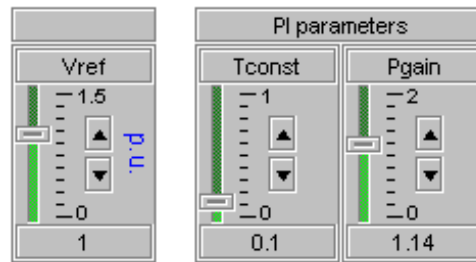 PI parameters
Vref
1.5
0
p.u.
1
Tconst
1
0
0.1
Pgain
2
0
1.14